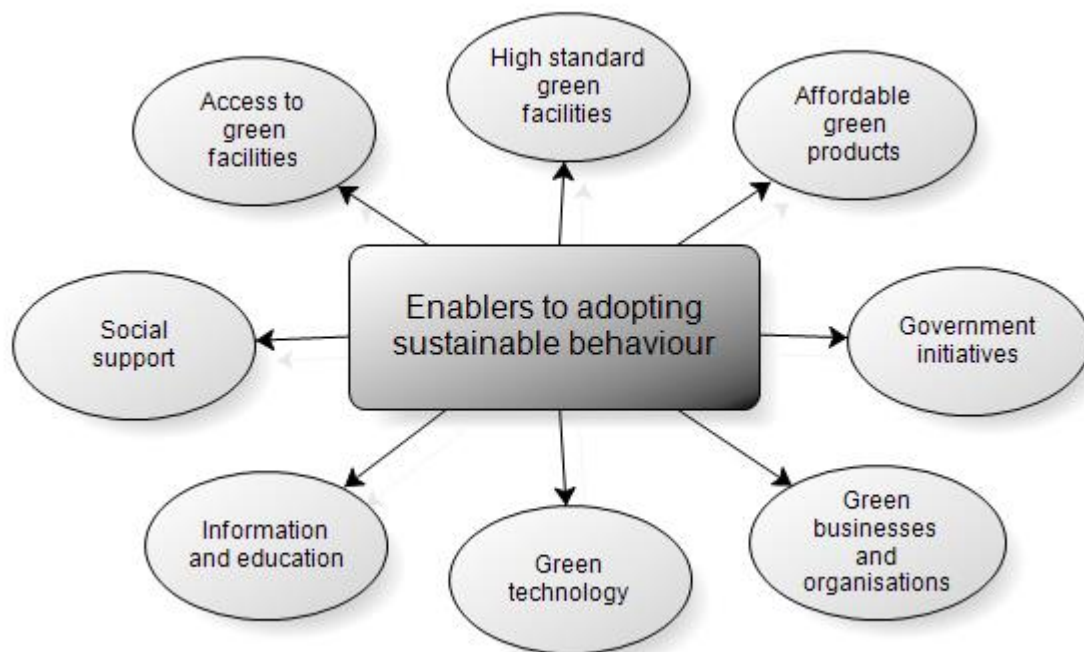 High standard
green
facilities
Access to
green
facilities
Affordable
green
products
Enablers to adopting
sustainable behaviour
Social
support
Government
initiatives
Information
and education
Green
technology
Green
businesses
and
organisations